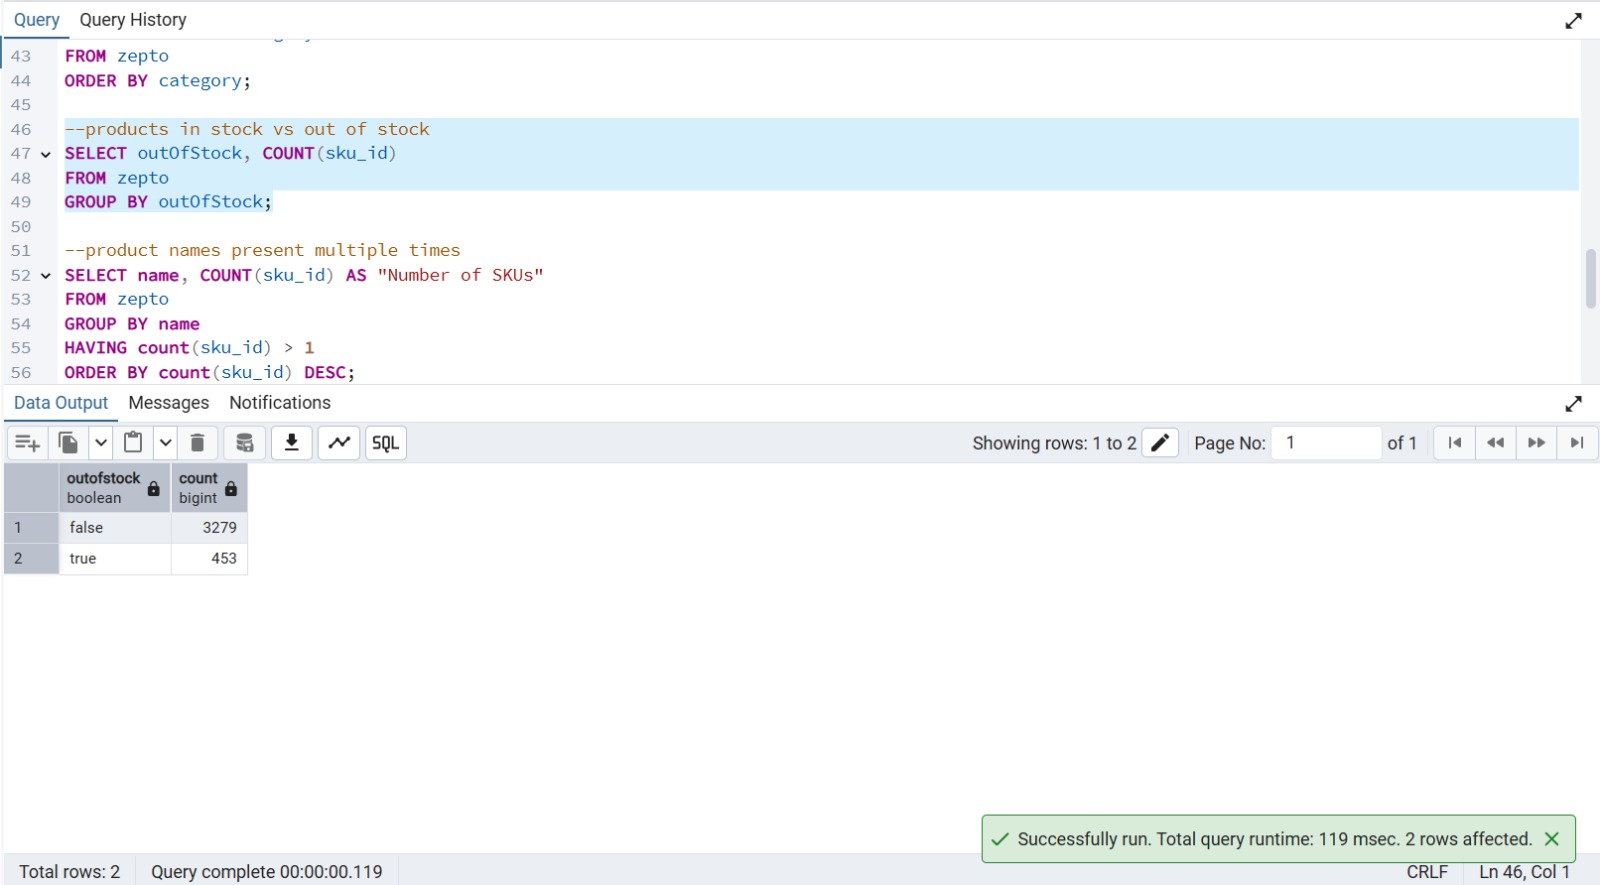 Query Query History
43 FROM zepto
44 ORDER BY category;
45
46 --products in stock vs out of stock
47 SELECT outOfStock, COUNT(sku_id)
48 FROM zepto
49 GROUP BY outOfStock;
50
51 --product names present multiple times
52 SELECT name, COUNT(sku_id) AS "Number of SKUs"
53 FROM zepto
54 GROUP BY name
55 HAVING count(sku_id) > 1
56 ORDER BY count(sku_id) DESC;
Data Output Messages Notifications
SQL Showing rows: 1 to 2 Page No: 1 of 1
outofstock count
boolean bigint
1 false 3279
2 true 453
Successfully run. Total query runtime: 119 msec. 2 rows affected.
Total rows: 2 Query complete 00:00:00.119 CRLF Ln 46, Col 1